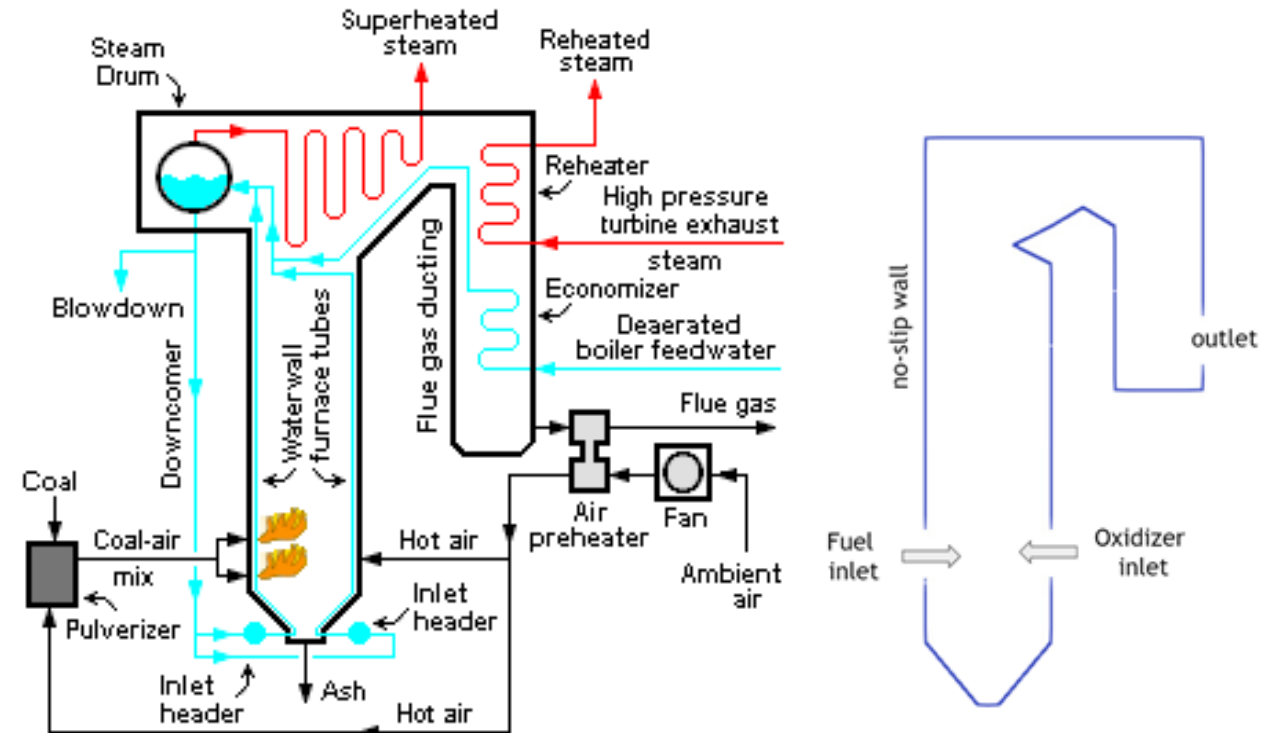 Superheated
steam
Reheated
steam
Steam
Drum
Reheater
High pressure
turbine exhaust
steam
Economizer
Deaerated
boiler feedwater
Blowdown
Downcomer
Waterwall
furnace tubes
Flue gas ducting
Flue gas
Coal
Coal-air
mix
Pulverizer
Hot air
Air
preheater
Fan
Ambient
air
Inlet
header
Inlet
header
Ash
Hot air
no-slip wall
outlet
Fuel
inlet
Oxidizer
inlet